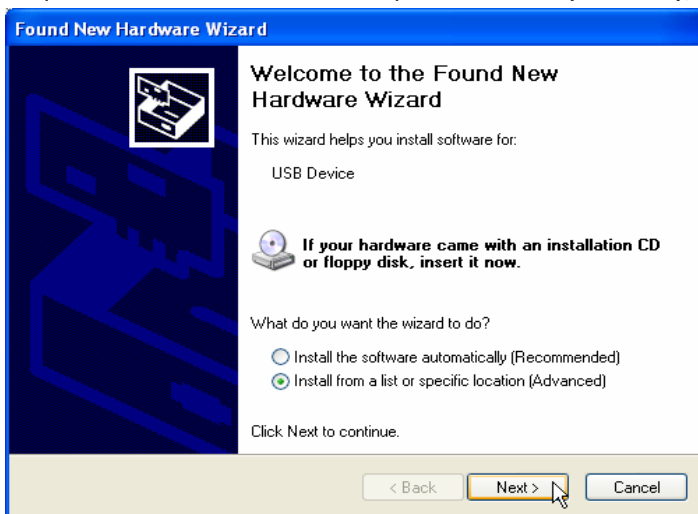 Found New Hardware Wizard
Welcome to the Found New
Hardware Wizard
This wizard helps you install software for:
USB Device
If your hardware came with an installation CD
or floppy disk, insert it now.
What do you want the wizard to do?
Install the software automatically (Recommended)
Install from a list or specific location (Advanced)
Click Next to continue.
< Back Next > Cancel